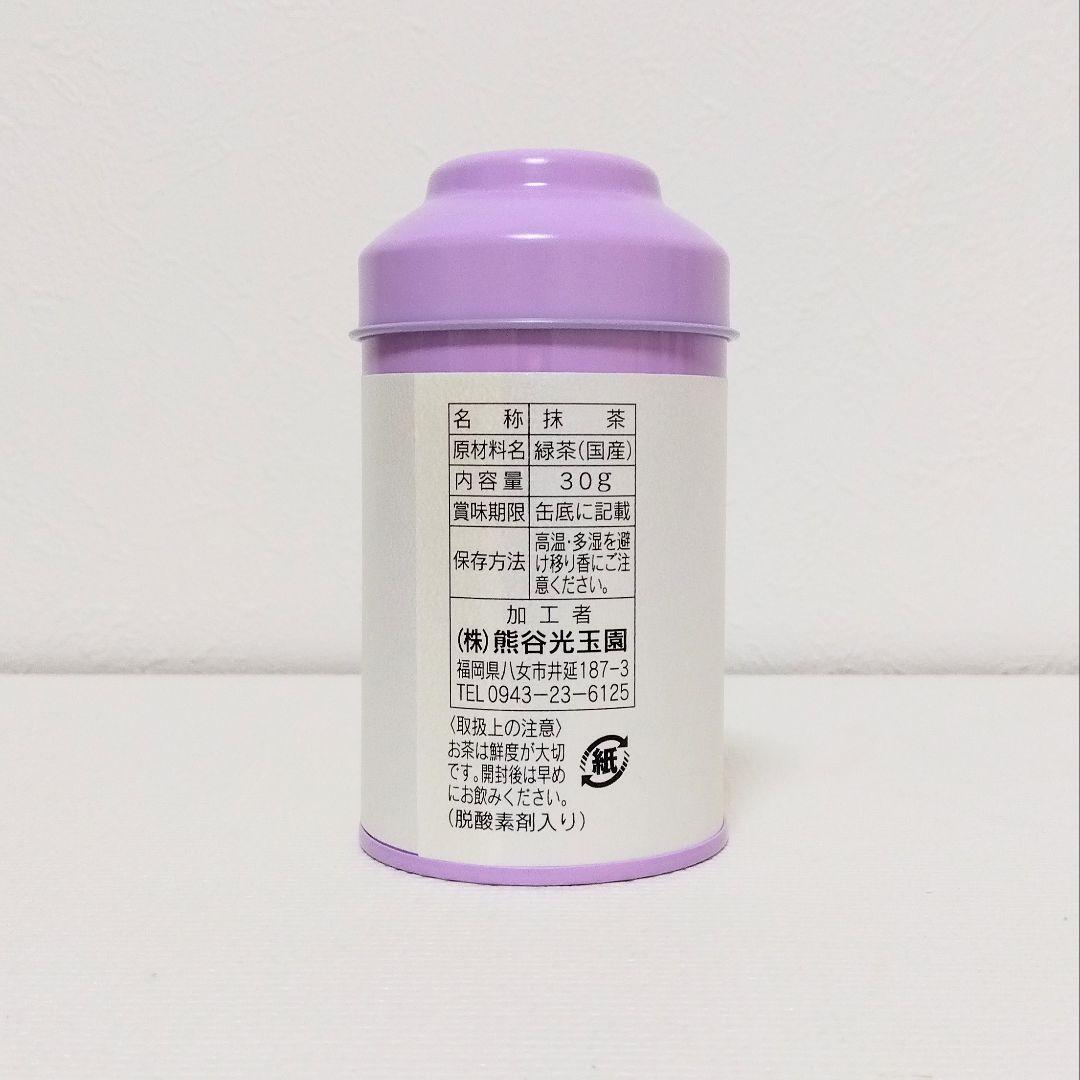 名称 抹茶
原材料名 緑茶(国産)
内容量 30g
賞味期限 缶底に記載
保存方法 高温・多湿を避
け移り香にご注
意ください。
加工者
(株)熊谷光玉園
福岡県八女市井延187-3
TEL 0943-23-6125
〈取扱上の注意〉
お茶は鮮度が大切
です。開封後は早め
にお飲みください。
(脱酸素剤入り)
紙